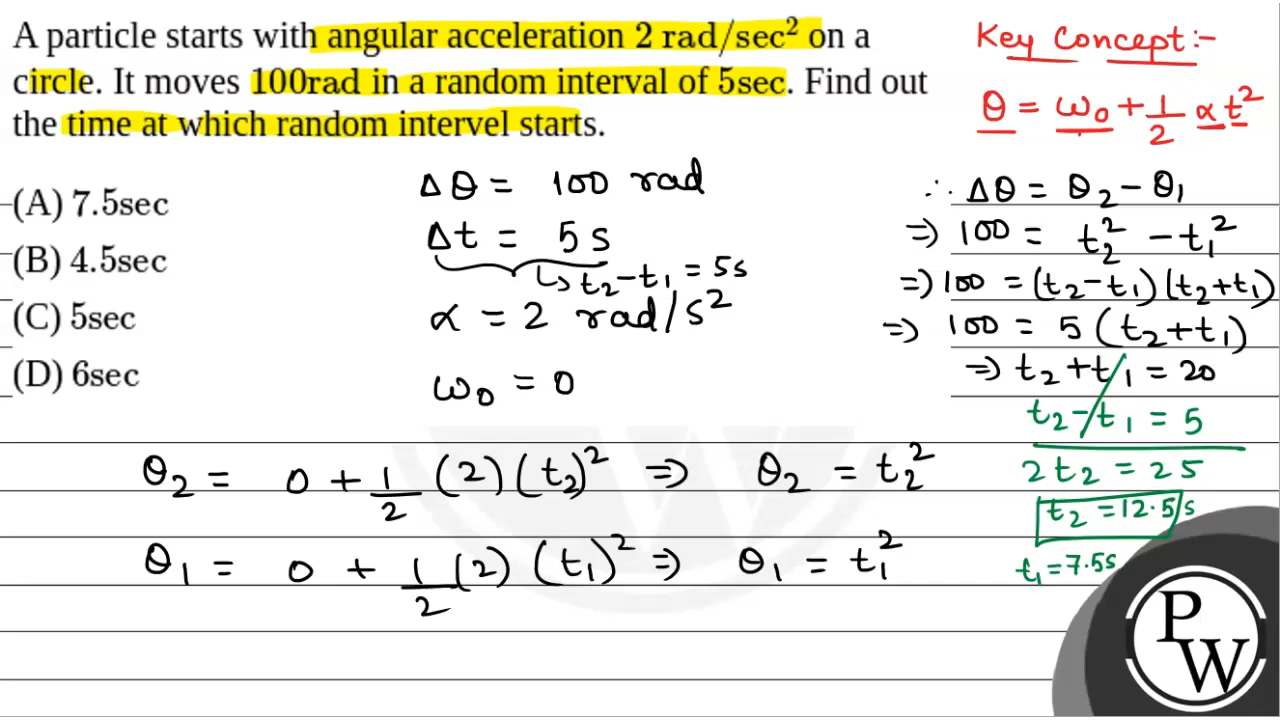 A particle starts with angular acceleration 2 rad/sec² on a
circle. It moves 100rad in a random interval of 5sec. Find out
the time at which random intervel starts.
(A) 7.5sec
(B) 4.5sec
(C) 5sec
(D) 6sec
Δθ = 100 rad
Δt = 5 s
↳ t₂-t₁ = 5s
α = 2 rad/s²
ω₀ = 0
θ₂ = 0 + 1/2 (2) (t₂)² ⇒ θ₂ = t₂²
θ₁ = 0 + 1/2 (2) (t₁)² ⇒ θ₁ = t₁²
Key Concept:-
θ = ω₀ + 1/2 α t²
∴ Δθ = θ₂ - θ₁
⇒ 100 = t₂² - t₁²
⇒ 100 = (t₂-t₁) (t₂+t₁)
⇒ 100 = 5 (t₂+t₁)
⇒ t₂ + t₁ = 20
t₂ - t₁ = 5
2 t₂ = 25
t₂ = 12.5 s
t₁ = 7.5s
P
W